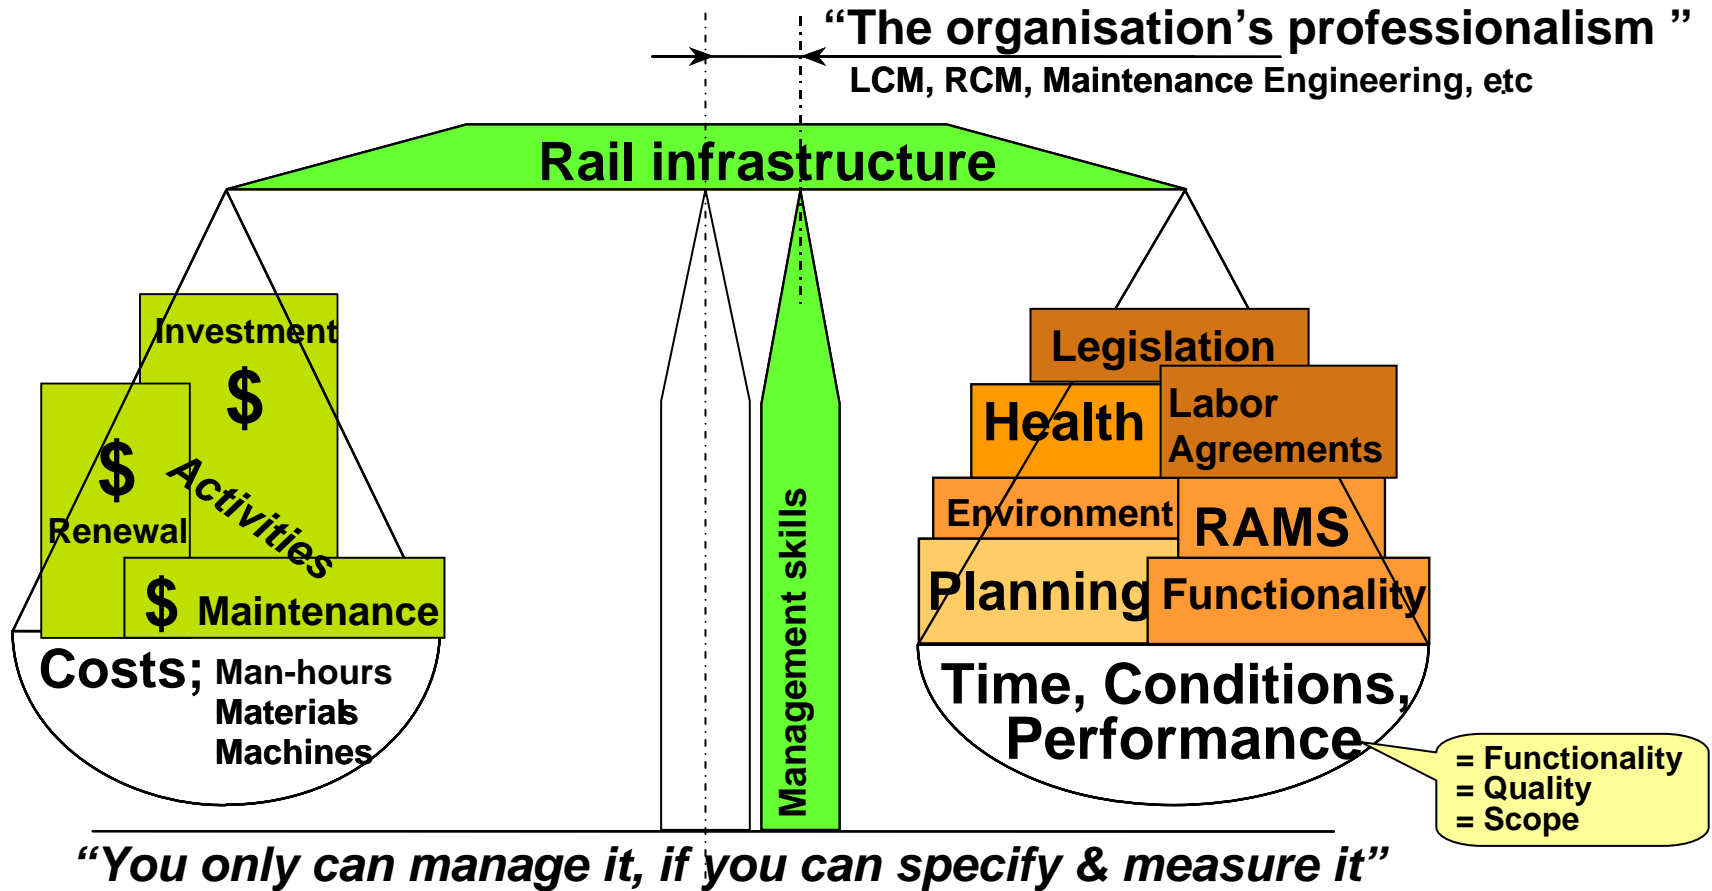 “The organisation’s professionalism ”
LCM, RCM, Maintenance Engineering, etc
Rail infrastructure
Investment
$
$
Renewal
Activities
$ Maintenance
Costs; Man-hours
Materials
Machines
Management skills
Legislation
Health
Labor
Agreements
Environment
RAMS
Planning
Functionality
Time, Conditions,
Performance
= Functionality
= Quality
= Scope
“You only can manage it, if you can specify & measure it”